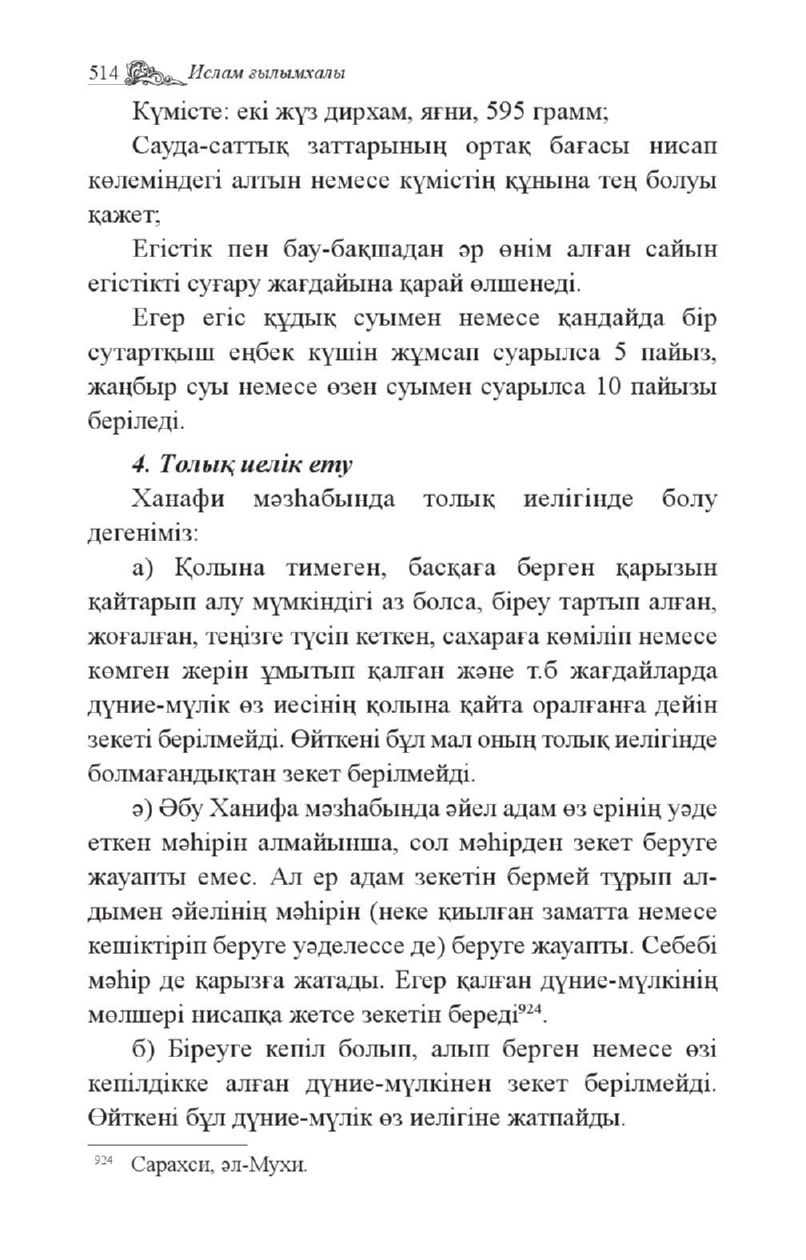 514 Ислам ғылымхалы
Күмісте: екі жүз дирхам, яғни, 595 грамм;
Сауда-саттық заттарының ортақ бағасы нисап
көлеміндегі алтын немесе күмістің құнына тең болуы
қажет;
Егістік пен бау-бақшадан әр өнім алған сайын
егістікті суғару жағдайына қарай өлшенеді.
Егер егіс құдық суымен немесе қандайда бір
сутартқыш еңбек күшін жұмсап суарылса 5 пайыз,
жаңбыр суы немесе өзен суымен суарылса 10 пайызы
беріледі.
4. Толық иелік ету
Ханафи мәзһабында толық иелігінде болу
дегеніміз:
а) Қолына тимеген, басқаға берген қарызын
қайтарып алу мүмкіндігі аз болса, біреу тартып алған,
жоғалған, теңізге түсіп кеткен, сахараға көміліп немесе
көмген жерін ұмытып қалған және т.б жағдайларда
дүние-мүлік өз иесінің қолына қайта оралғанға дейін
зекеті берілмейді. Өйткені бұл мал оның толық иелігінде
болмағандықтан зекет берілмейді.
ә) Әбу Ханифа мәзһабында әйел адам өз ерінің уәде
еткен мәһірін алмайынша, сол мәһірден зекет беруге
жауапты емес. Ал ер адам зекетін бермей тұрып ал-
дымен әйелінің мәһірін (неке қиылған заматта немесе
кешіктіріп беруге уәделессе де) беруге жауапты. Себебі
мәһір де қарызға жатады. Егер қалған дүние-мүлкінің
мөлшері нисапқа жетсе зекетін береді⁹²⁴.
б) Біреуге кепіл болып, алып берген немесе өзі
кепілдікке алған дүние-мүлкінен зекет берілмейді.
Өйткені бұл дүние-мүлік өз иелігіне жатпайды.
⁹²⁴ Сарахси, әл-Мухи.